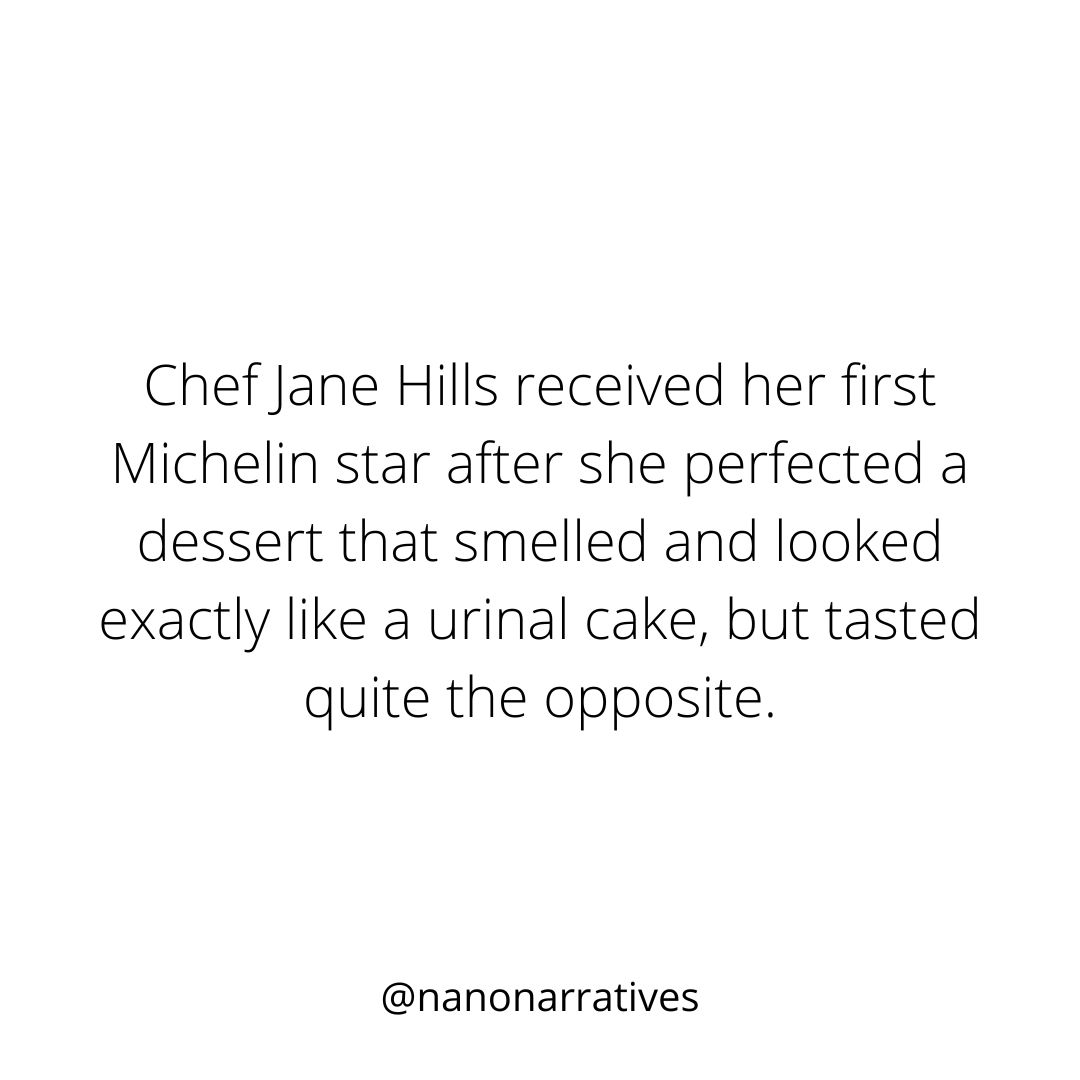 Chef Jane Hills received her first
Michelin star after she perfected a
dessert that smelled and looked
exactly like a urinal cake, but tasted
quite the opposite.
@nanonarratives